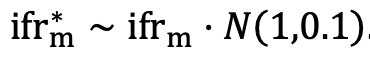 ifr*ₘ ~ ifrₘ · N(1,0.1).